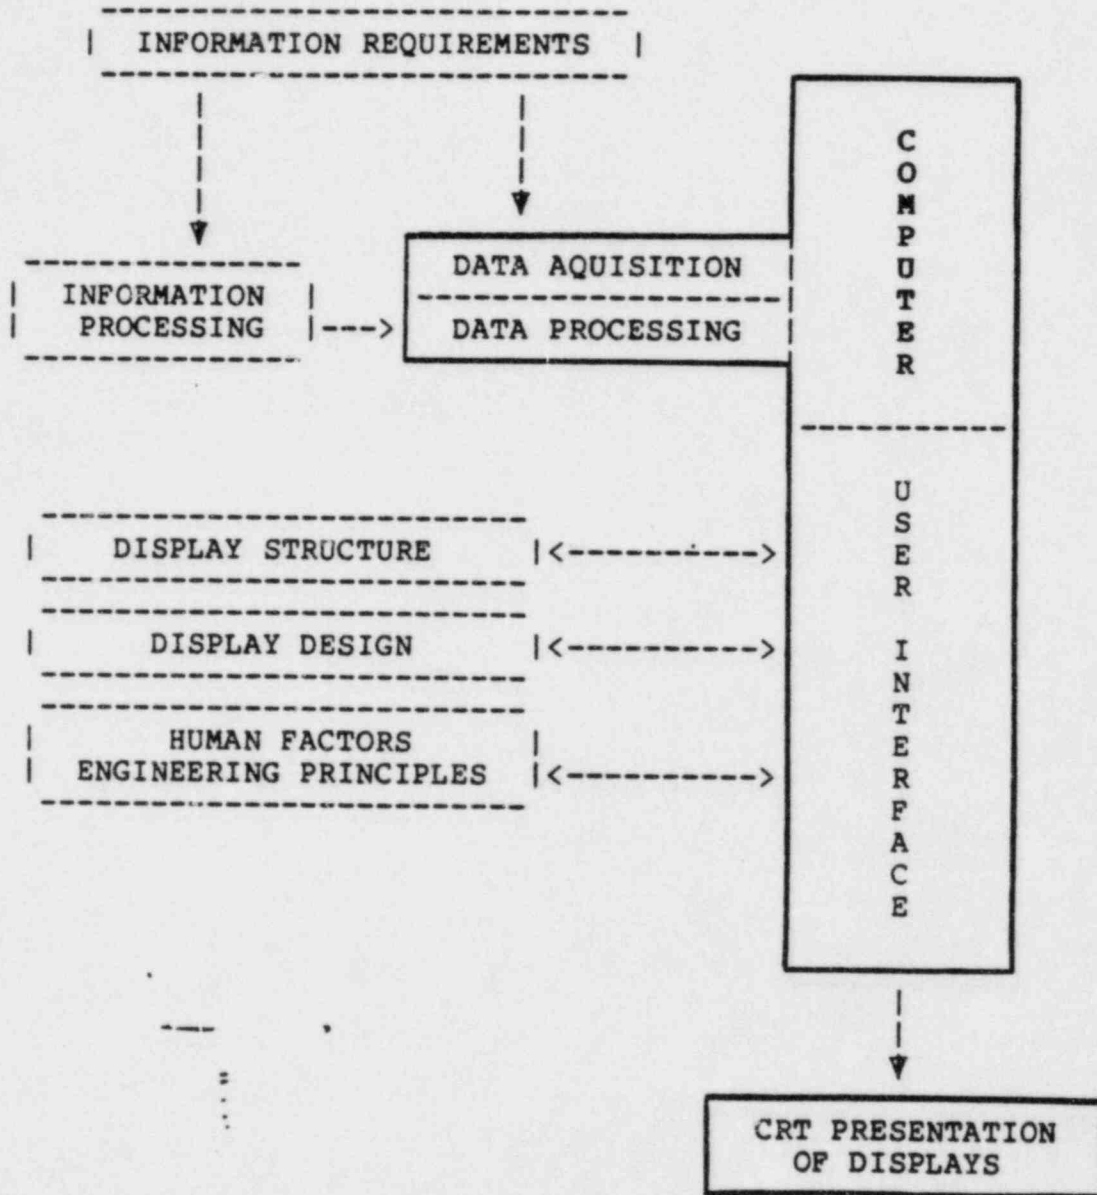 INFORMATION REQUIREMENTS
COMPUTER
DATA AQUISITION
INFORMATION
PROCESSING
DATA PROCESSING
USER INTERFACE
DISPLAY STRUCTURE
DISPLAY DESIGN
HUMAN FACTORS
ENGINEERING PRINCIPLES
CRT PRESENTATION
OF DISPLAYS